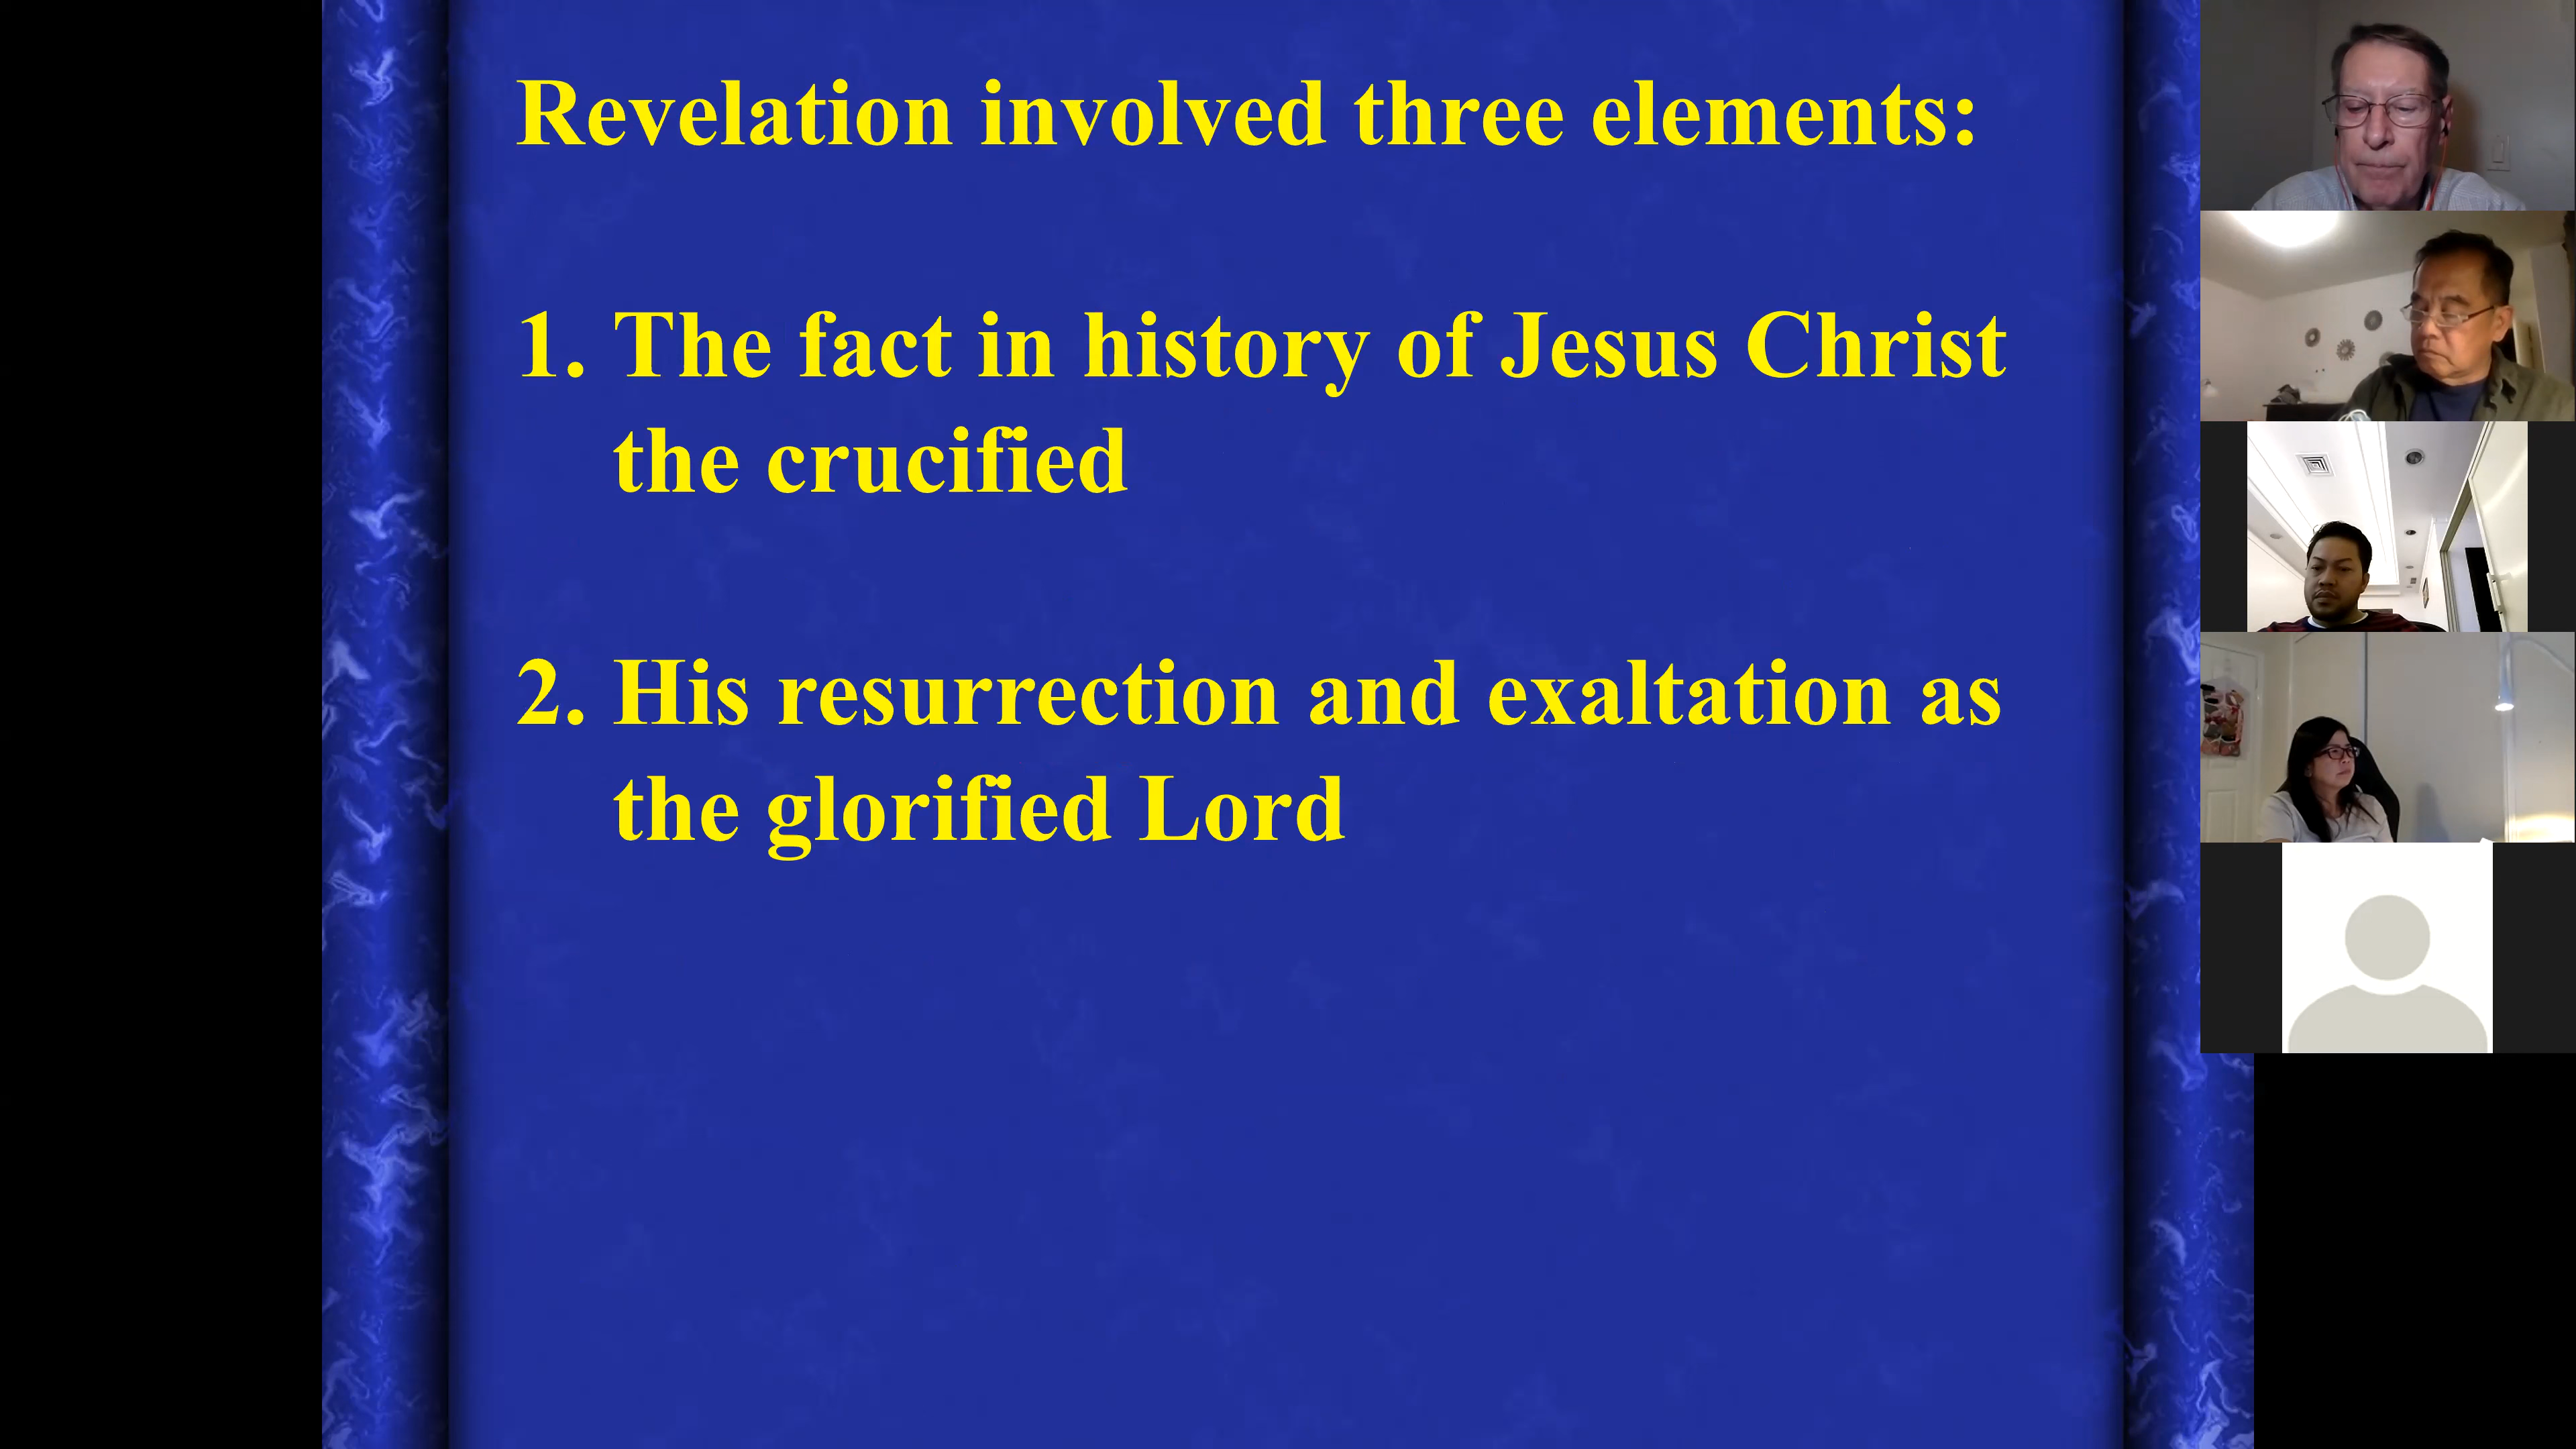 Revelation involved three elements:
1. The fact in history of Jesus Christ
the crucified
2. His resurrection and exaltation as
the glorified Lord